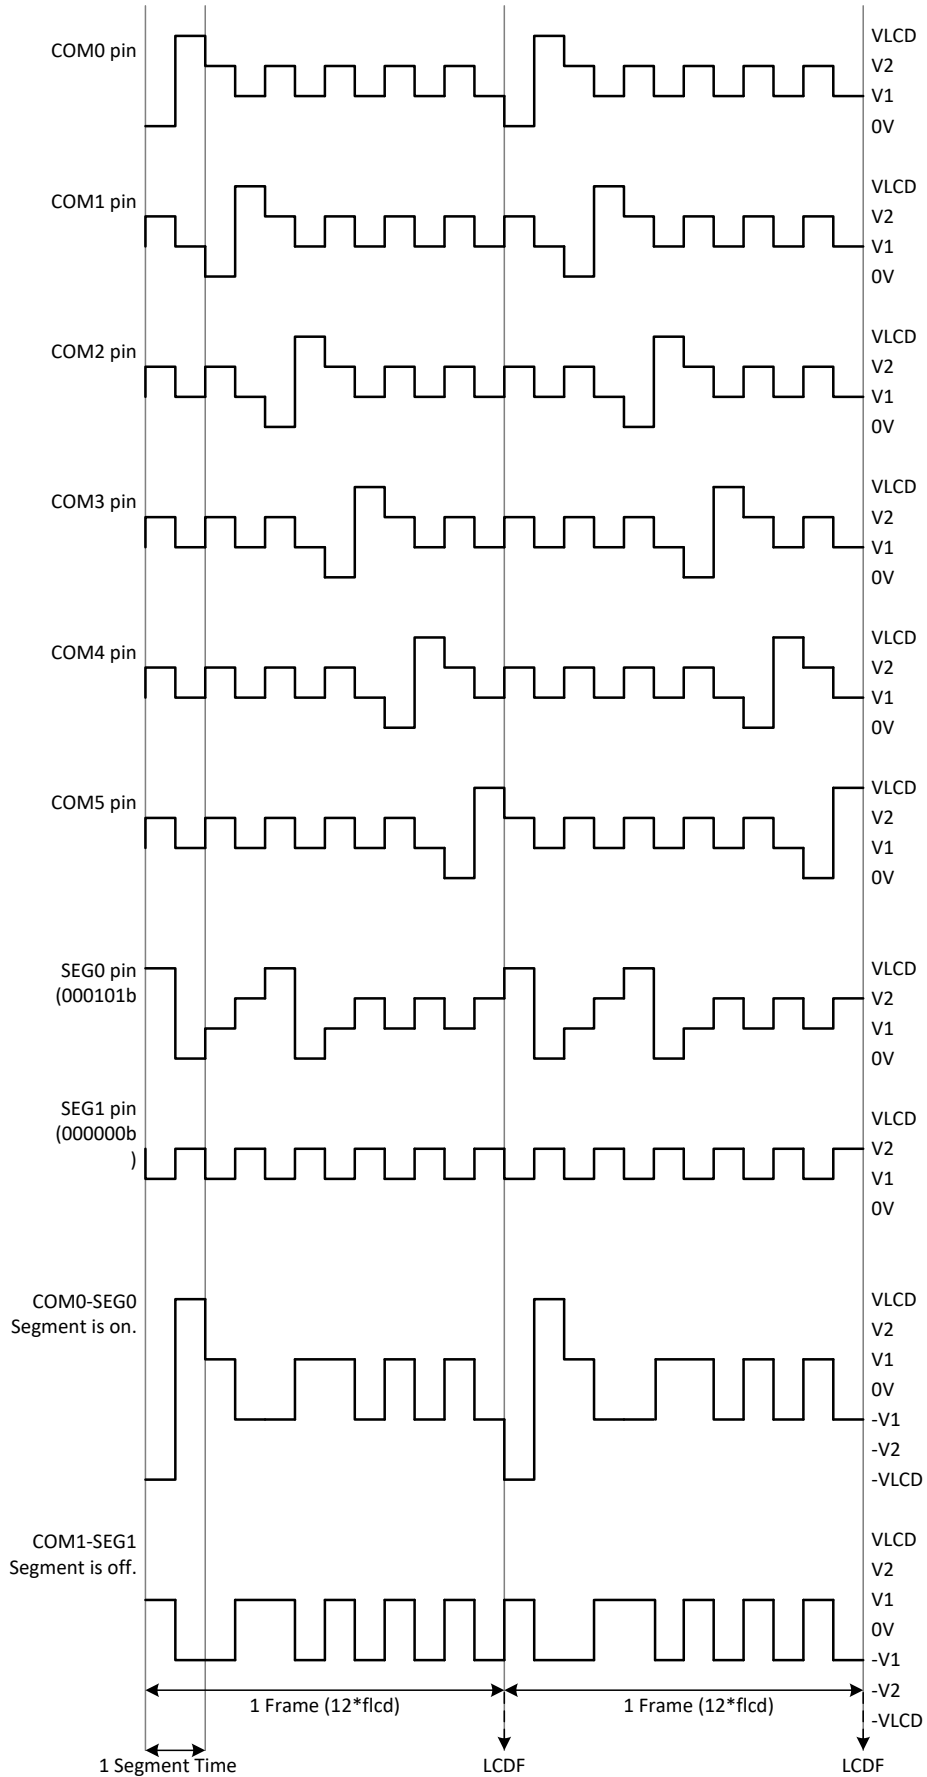 COM0 pin
VLCD
V2
V1
0V
COM1 pin
VLCD
V2
V1
0V
COM2 pin
VLCD
V2
V1
0V
COM3 pin
VLCD
V2
V1
0V
COM4 pin
VLCD
V2
V1
0V
COM5 pin
VLCD
V2
V1
0V
SEG0 pin
(000101b
VLCD
V2
V1
0V
SEG1 pin
(000000b
)
VLCD
V2
V1
0V
COM0-SEG0
Segment is on.
VLCD
V2
V1
0V
-V1
-V2
-VLCD
COM1-SEG1
Segment is off.
VLCD
V2
V1
0V
-V1
-V2
-VLCD
1 Frame (12*flcd)
1 Frame (12*flcd)
1 Segment Time
LCDF
LCDF